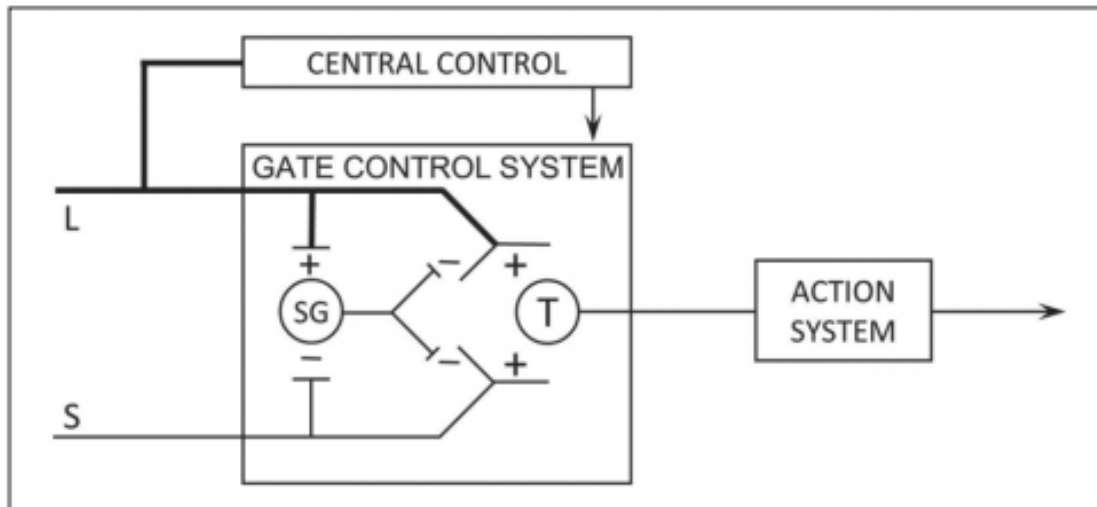 CENTRAL CONTROL
GATE CONTROL SYSTEM
L
+
−
+
SG
T
ACTION
SYSTEM
−
−
+
S